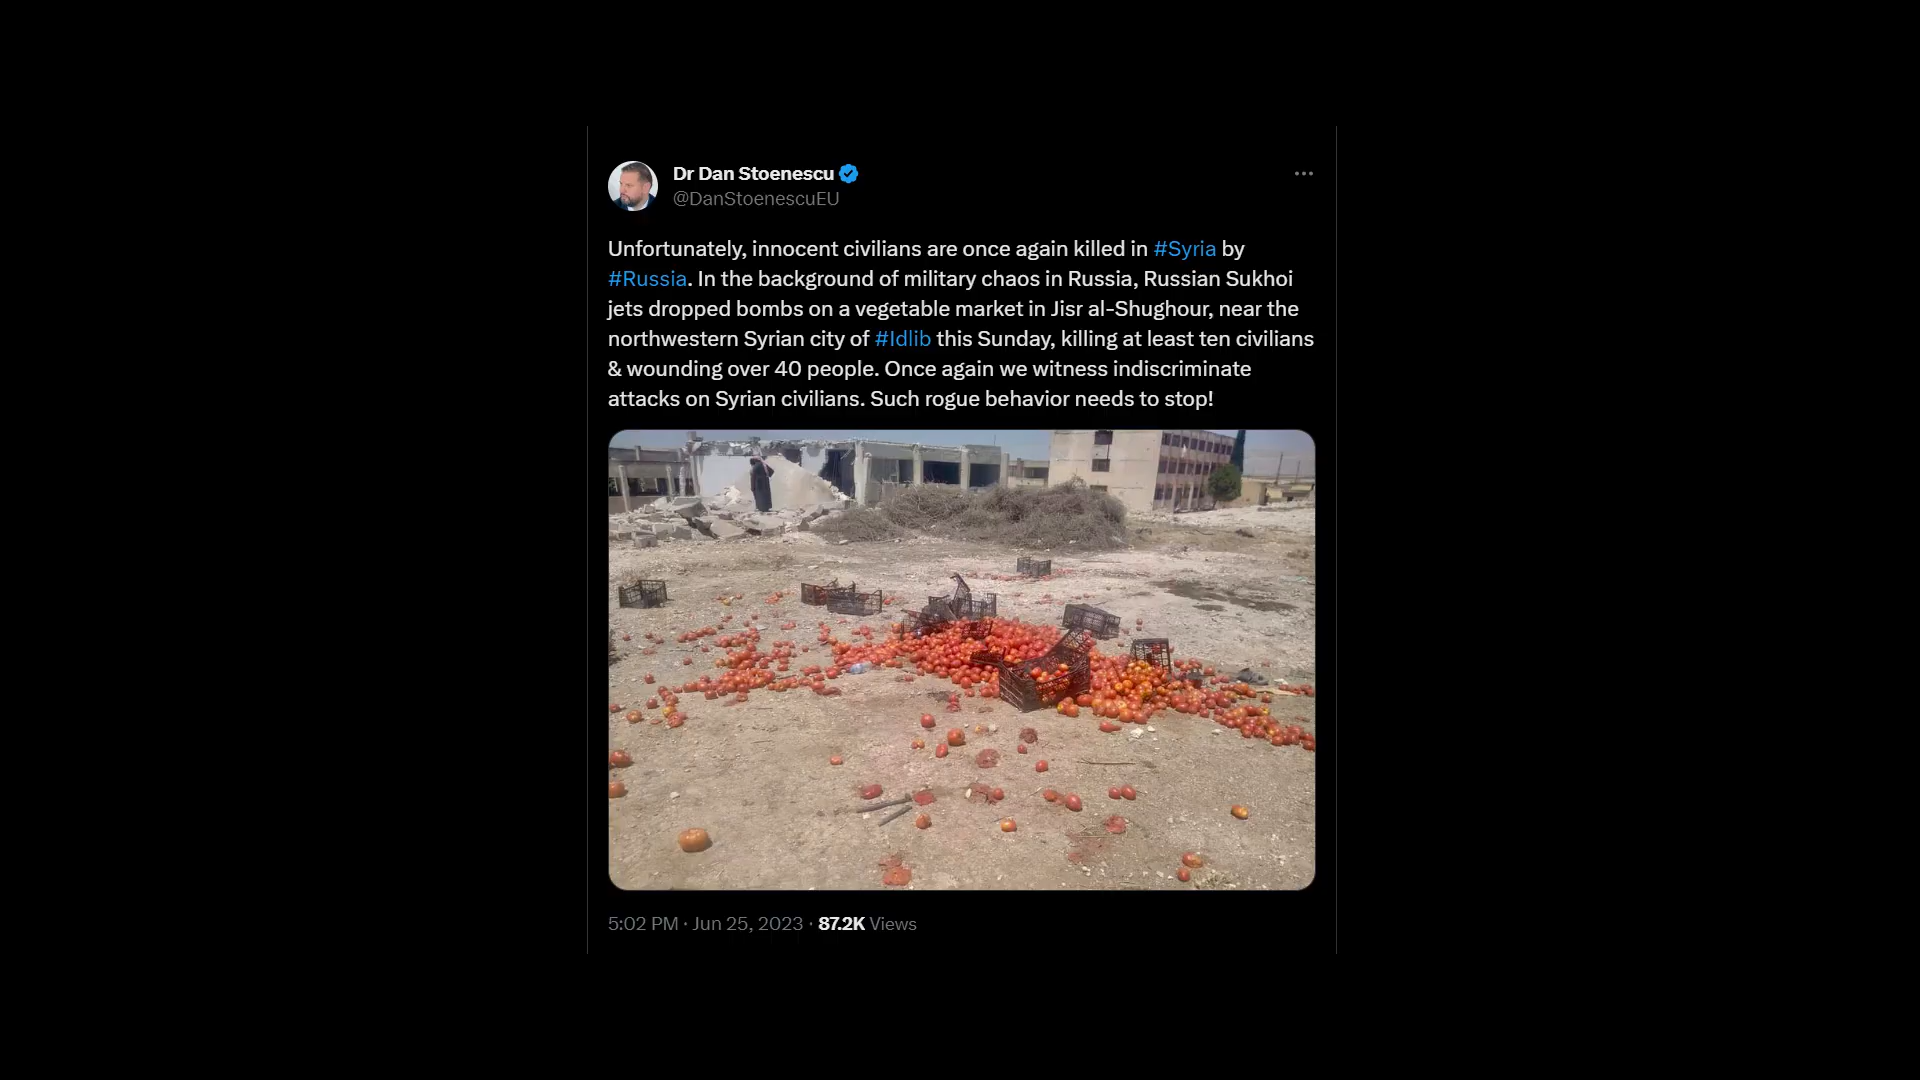 Dr Dan Stoenescu
@DanStoenescuEU
Unfortunately, innocent civilians are once again killed in #Syria by
#Russia. In the background of military chaos in Russia, Russian Sukhoi
jets dropped bombs on a vegetable market in Jisr al-Shughour, near the
northwestern Syrian city of #Idlib this Sunday, killing at least ten civilians
& wounding over 40 people. Once again we witness indiscriminate
attacks on Syrian civilians. Such rogue behavior needs to stop!
5:02 PM · Jun 25, 2023 · 87.2K Views